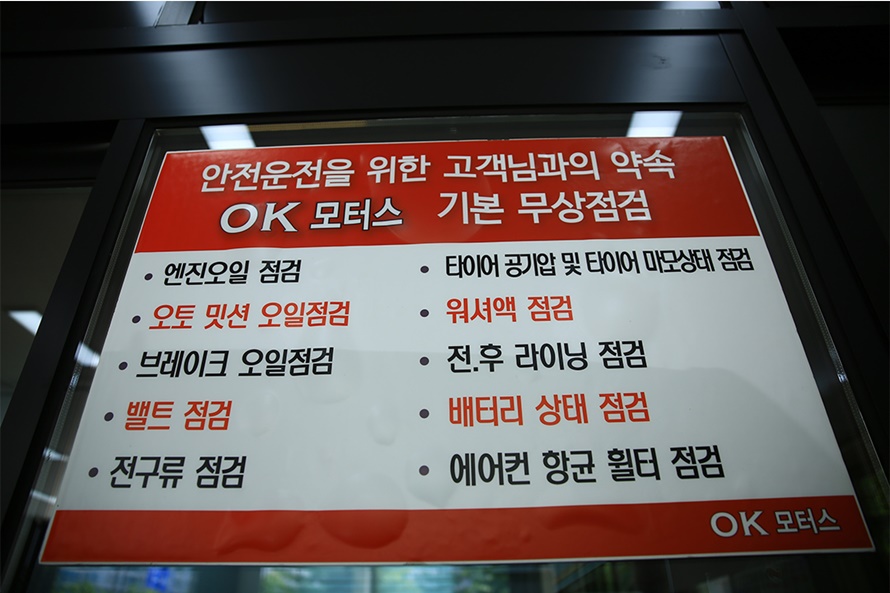 안전운전을 위한 고객님과의 약속
OK 모터스 기본 무상점검
• 엔진오일 점검
• 오토 밋션 오일점검
• 브레이크 오일점검
• 밸트 점검
• 전구류 점검
• 타이어 공기압 및 타이어 마모상태 점검
• 워셔액 점검
• 전.후 라이닝 점검
• 배터리 상태 점검
• 에어컨 항균 휠터 점검
OK 모터스